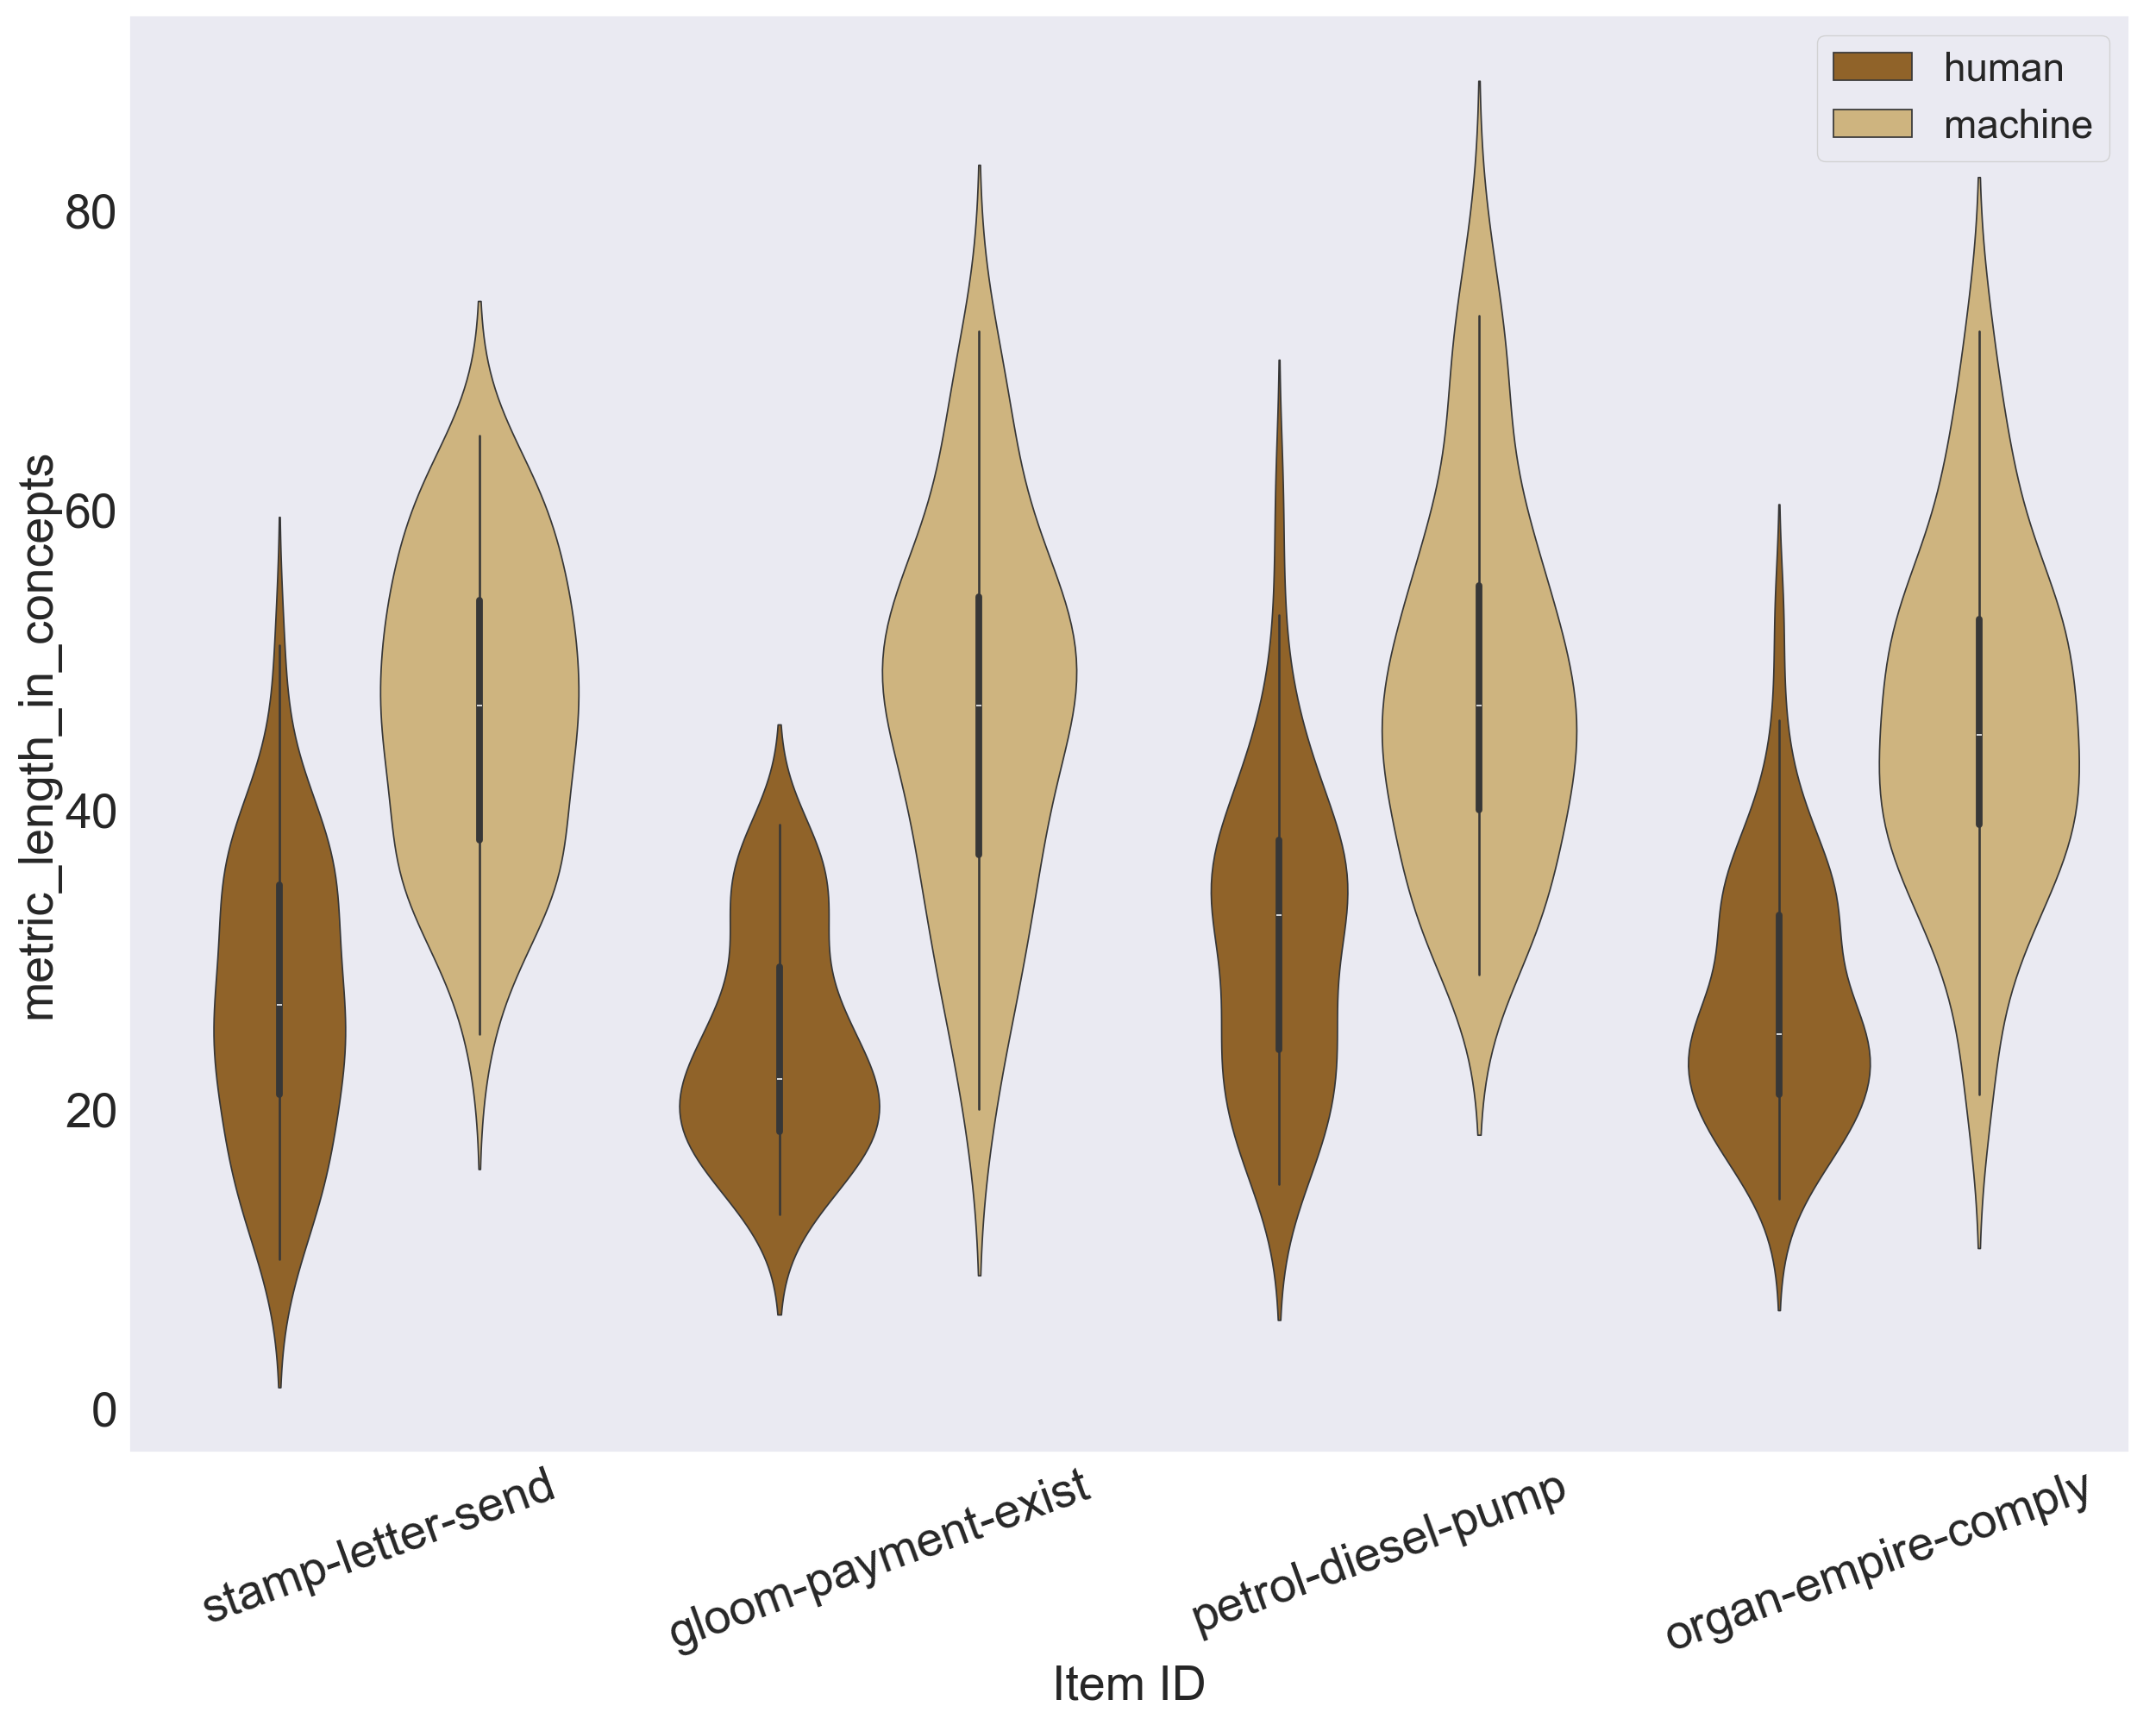 human
machine
metric_length_in_concepts
80
60
40
20
0
stamp-letter-send
gloom-payment-exist
petrol-diesel-pump
organ-empire-comply
Item ID